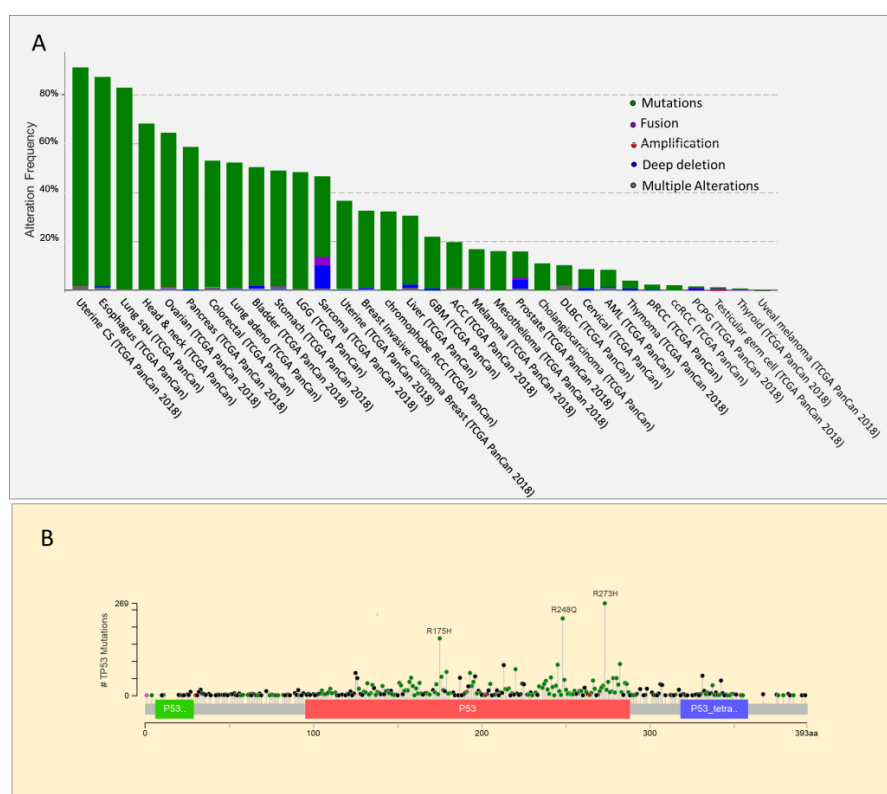 A
80%
60%
40%
20%
Alteration Frequency
Mutations
Fusion
Amplification
Deep deletion
Multiple Alterations
Uterine CS (TCGA PanCan 2018)
Esophagus (TCGA PanCan)
Lung squ (TCGA PanCan)
Head & neck (TCGA PanCan)
Ovarian (TCGA PanCan 2018)
Pancreas (TCGA PanCan 2018)
Colorectal (TCGA PanCan)
Lung adeno (TCGA PanCan)
Bladder (TCGA PanCan 2018)
Stomach (TCGA PanCan 2018)
LGG (TCGA PanCan)
Sarcoma (TCGA PanCan)
Uterine (TCGA PanCan 2018)
Breast Invasive Carcinoma Breast (TCGA PanCan 2018)
chromophobe RCC (TCGA PanCan)
Liver (TCGA PanCan)
GBM (TCGA PanCan)
ACC (TCGA PanCan 2018)
Melanoma (TCGA PanCan 2018)
Mesothelioma (TCGA PanCan 2018)
Prostate (TCGA PanCan 2018)
Cholangiocarcinoma (TCGA PanCan)
DLBC (TCGA PanCan)
Cervical (TCGA PanCan 2018)
AML (TCGA PanCan)
Thymoma (TCGA PanCan 2018)
pRCC (TCGA PanCan)
ccRCC (TCGA PanCan)
PCPG (TCGA PanCan 2018)
Testicular germ cell (TCGA PanCan 2018)
Thyroid (TCGA PanCan 2018)
Uveal melanoma (TCGA PanCan 2018)
B
269
0
# TP53 Mutations
R175H
R248Q
R273H
P53..
P53
P53_tetra..
0
100
200
300
393aa